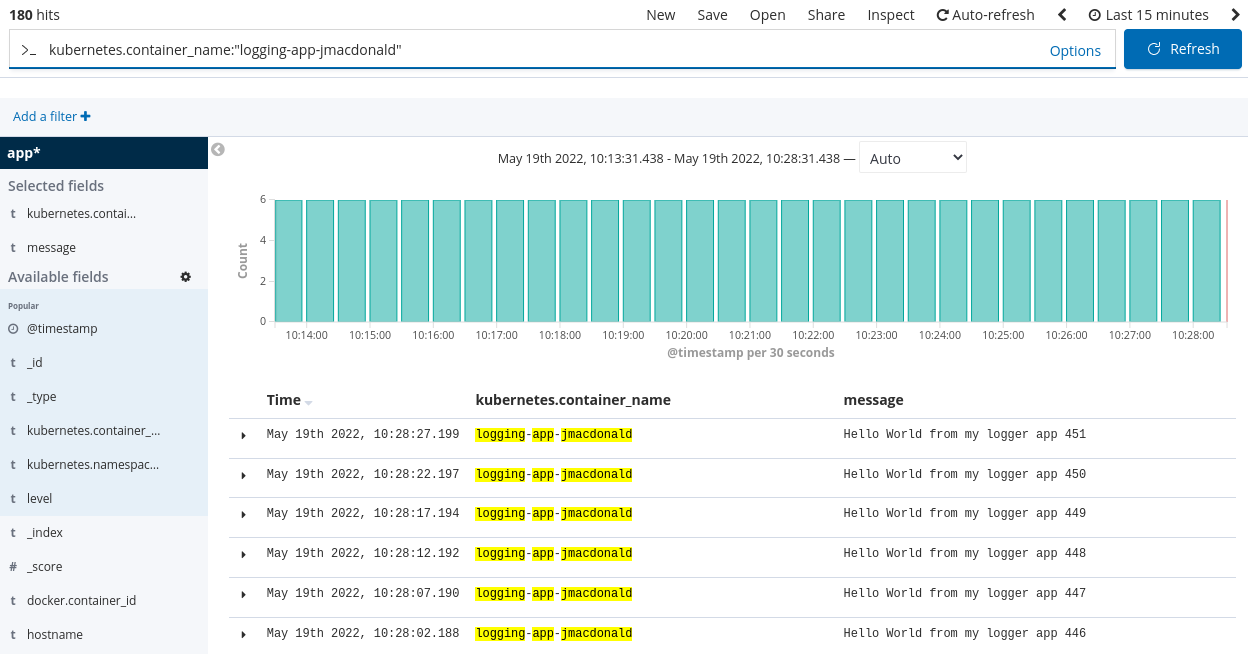 180 hits New Save Open Share Inspect Auto-refresh Last 15 minutes
>_ kubernetes.container_name:"logging-app-jmacdonald" Options Refresh
Add a filter +
app*
Selected fields
t kubernetes.contai...
t message
Available fields
Popular
@timestamp
t _id
t _type
t kubernetes.container_...
t kubernetes.namespac...
t level
t _index
# _score
t docker.container_id
t hostname
May 19th 2022, 10:13:31.438 - May 19th 2022, 10:28:31.438 — Auto
6
4
2
0
Count
10:14:00 10:15:00 10:16:00 10:17:00 10:18:00 10:19:00 10:20:00 10:21:00 10:22:00 10:23:00 10:24:00 10:25:00 10:26:00 10:27:00 10:28:00
@timestamp per 30 seconds
Time kubernetes.container_name message
May 19th 2022, 10:28:27.199 logging-app-jmacdonald Hello World from my logger app 451
May 19th 2022, 10:28:22.197 logging-app-jmacdonald Hello World from my logger app 450
May 19th 2022, 10:28:17.194 logging-app-jmacdonald Hello World from my logger app 449
May 19th 2022, 10:28:12.192 logging-app-jmacdonald Hello World from my logger app 448
May 19th 2022, 10:28:07.190 logging-app-jmacdonald Hello World from my logger app 447
May 19th 2022, 10:28:02.188 logging-app-jmacdonald Hello World from my logger app 446